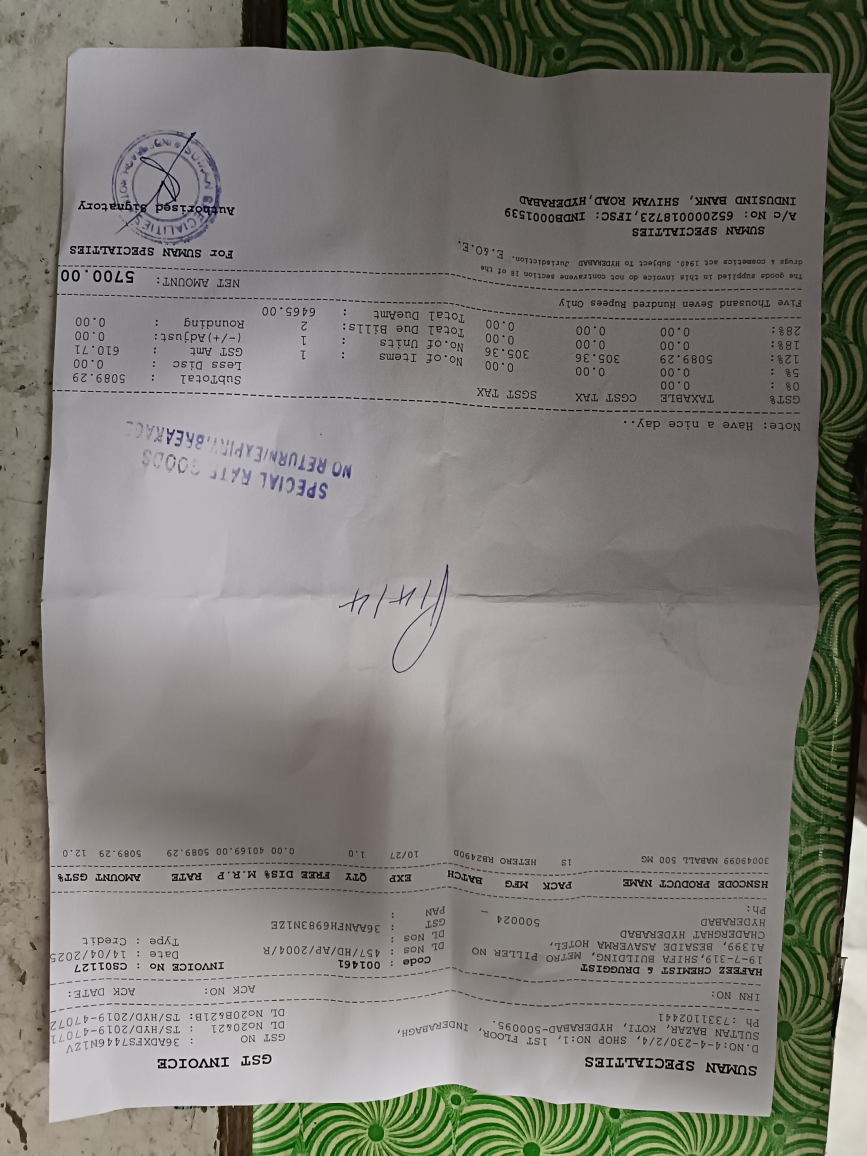 SUMAN SPECIALTIES
GST INVOICE
D.NO:4-4-230/2/4, SHOP NO:1, 1ST FLOOR, INDERABAGH,
SULTAN BAZAR, KOTI, HYDERABAD-500095.
Ph :7331102441
GST NO : 36ADXFS7446N1ZV
DL No20&21 : TS/HYD/2019-47071
DL No20B&21B: TS/HYD/2019-47072
IRN NO: ACK NO: ACK DATE:
HAFEEZ CHEMIST & DRUGGIST
19-7-319,SHIFA BUILDING, METRO PILLER NO
A1399, BESAIDE ASAVERMA HOTEL,
CHADERGHAT HYDERABAD
HYDERABAD 500024
Ph: -
Code : 001461
DL Nos : 457/HD/AP/2004/R
DL Nos :
GST : 36AANFH6983N1ZE
PAN :
INVOICE No : CS01127
Date : 14/04/2025
Type : Credit
HSNCODE PRODUCT NAME PACK MFG BATCH EXP QTY FREE DIS% M.R.P RATE AMOUNT GST%
30049099 MABALL 500 MG 1S HETERO RB2490D 10/27 1.0 0.00 40169.00 5089.29 5089.29 12.0
14/4
SPECIAL RATE GOODS
NO RETURN/EXPIRY,BREAKAGE
Note: Have a nice day..
GST% TAXABLE CGST TAX SGST TAX
0% : 0.00
5% : 0.00 0.00 0.00
12%: 5089.29 305.36 305.36
18%: 0.00 0.00 0.00
28%: 0.00 0.00 0.00
No.of Items : 1
No.of Units : 1
Total Due Bills: 2
Total DueAmt : 6465.00
SubTotal : 5089.29
Less Disc : 0.00
GST Amt : 610.71
(-/+)Adjust: 0.00
Rounding : 0.00
Five Thousand Seven Hundred Rupees Only
NET AMOUNT: 5700.00
The goods supplied in this invoice do not contravene section 18 of the
drugs & cosmetics act 1940. Subject To HYDERABAD Jurisdiction. E.&O.E.
SUMAN SPECIALTIES
A/c No: 652000018723,IFSC: INDB0001539
INDUSIND BANK, SHIVAM ROAD,HYDERABAD
For SUMAN SPECIALTIES
Authorised Signatory